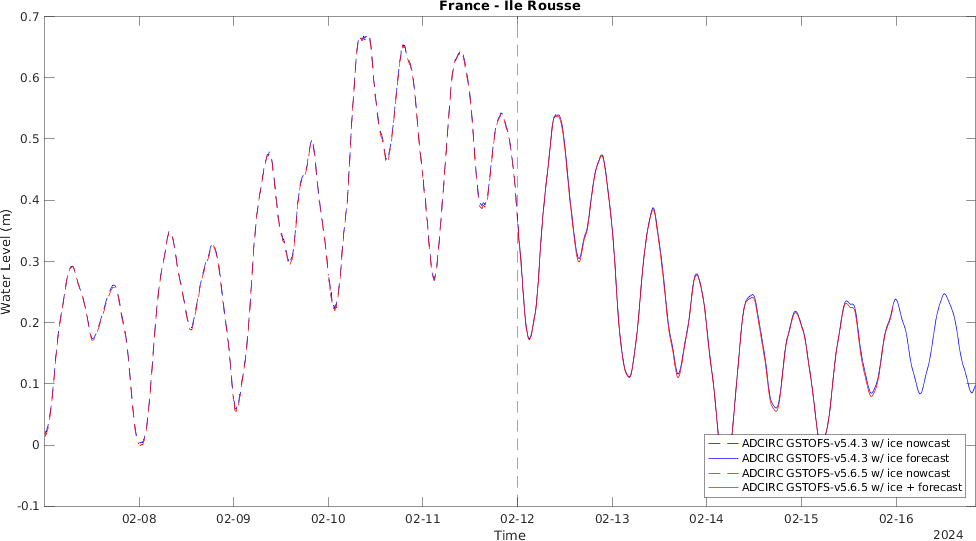 France - Ile Rousse
Water Level (m)
0.7
0.6
0.5
0.4
0.3
0.2
0.1
0
-0.1
ADCIRC GSTOFS-v5.4.3 w/ ice nowcast
ADCIRC GSTOFS-v5.4.3 w/ ice forecast
ADCIRC GSTOFS-v5.6.5 w/ ice nowcast
ADCIRC GSTOFS-v5.6.5 w/ ice + forecast
02-08 02-09 02-10 02-11 02-12 02-13 02-14 02-15 02-16
Time
2024